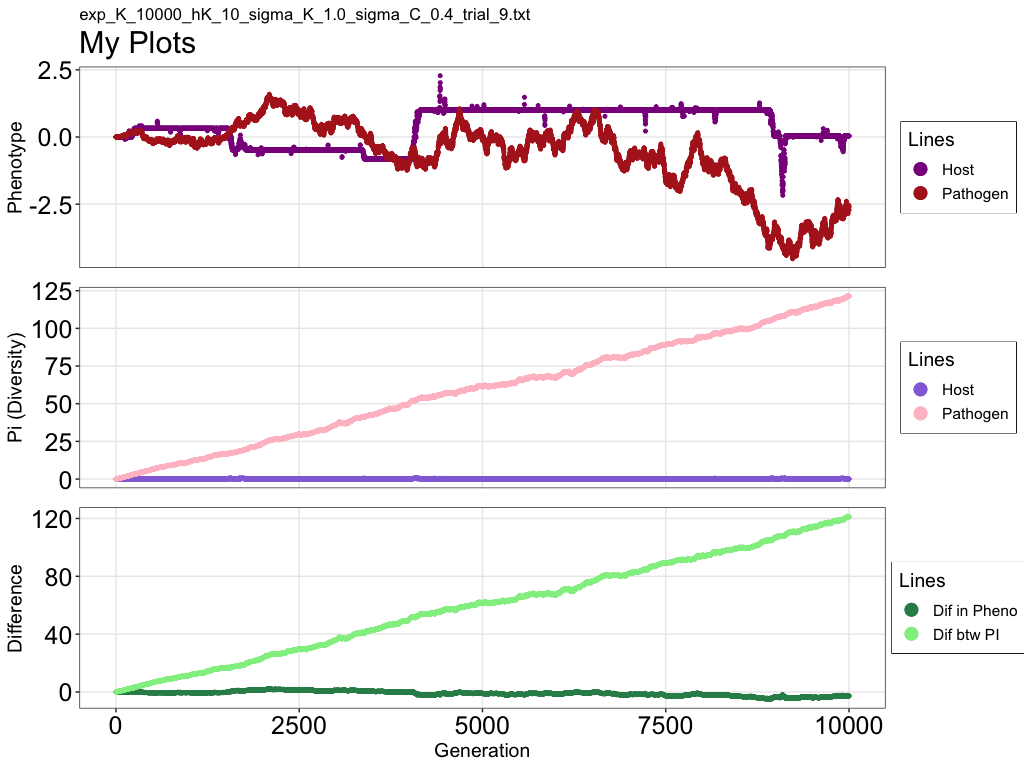 exp_K_10000_hK_10_sigma_K_1.0_sigma_C_0.4_trial_9.txt
My Plots
2.5
0.0
-2.5
Phenotype
Lines
Host
Pathogen
125
100
75
50
25
0
Pi (Diversity)
Lines
Host
Pathogen
120
80
40
0
Difference
Lines
Dif in Pheno
Dif btw PI
0 2500 5000 7500 10000
Generation